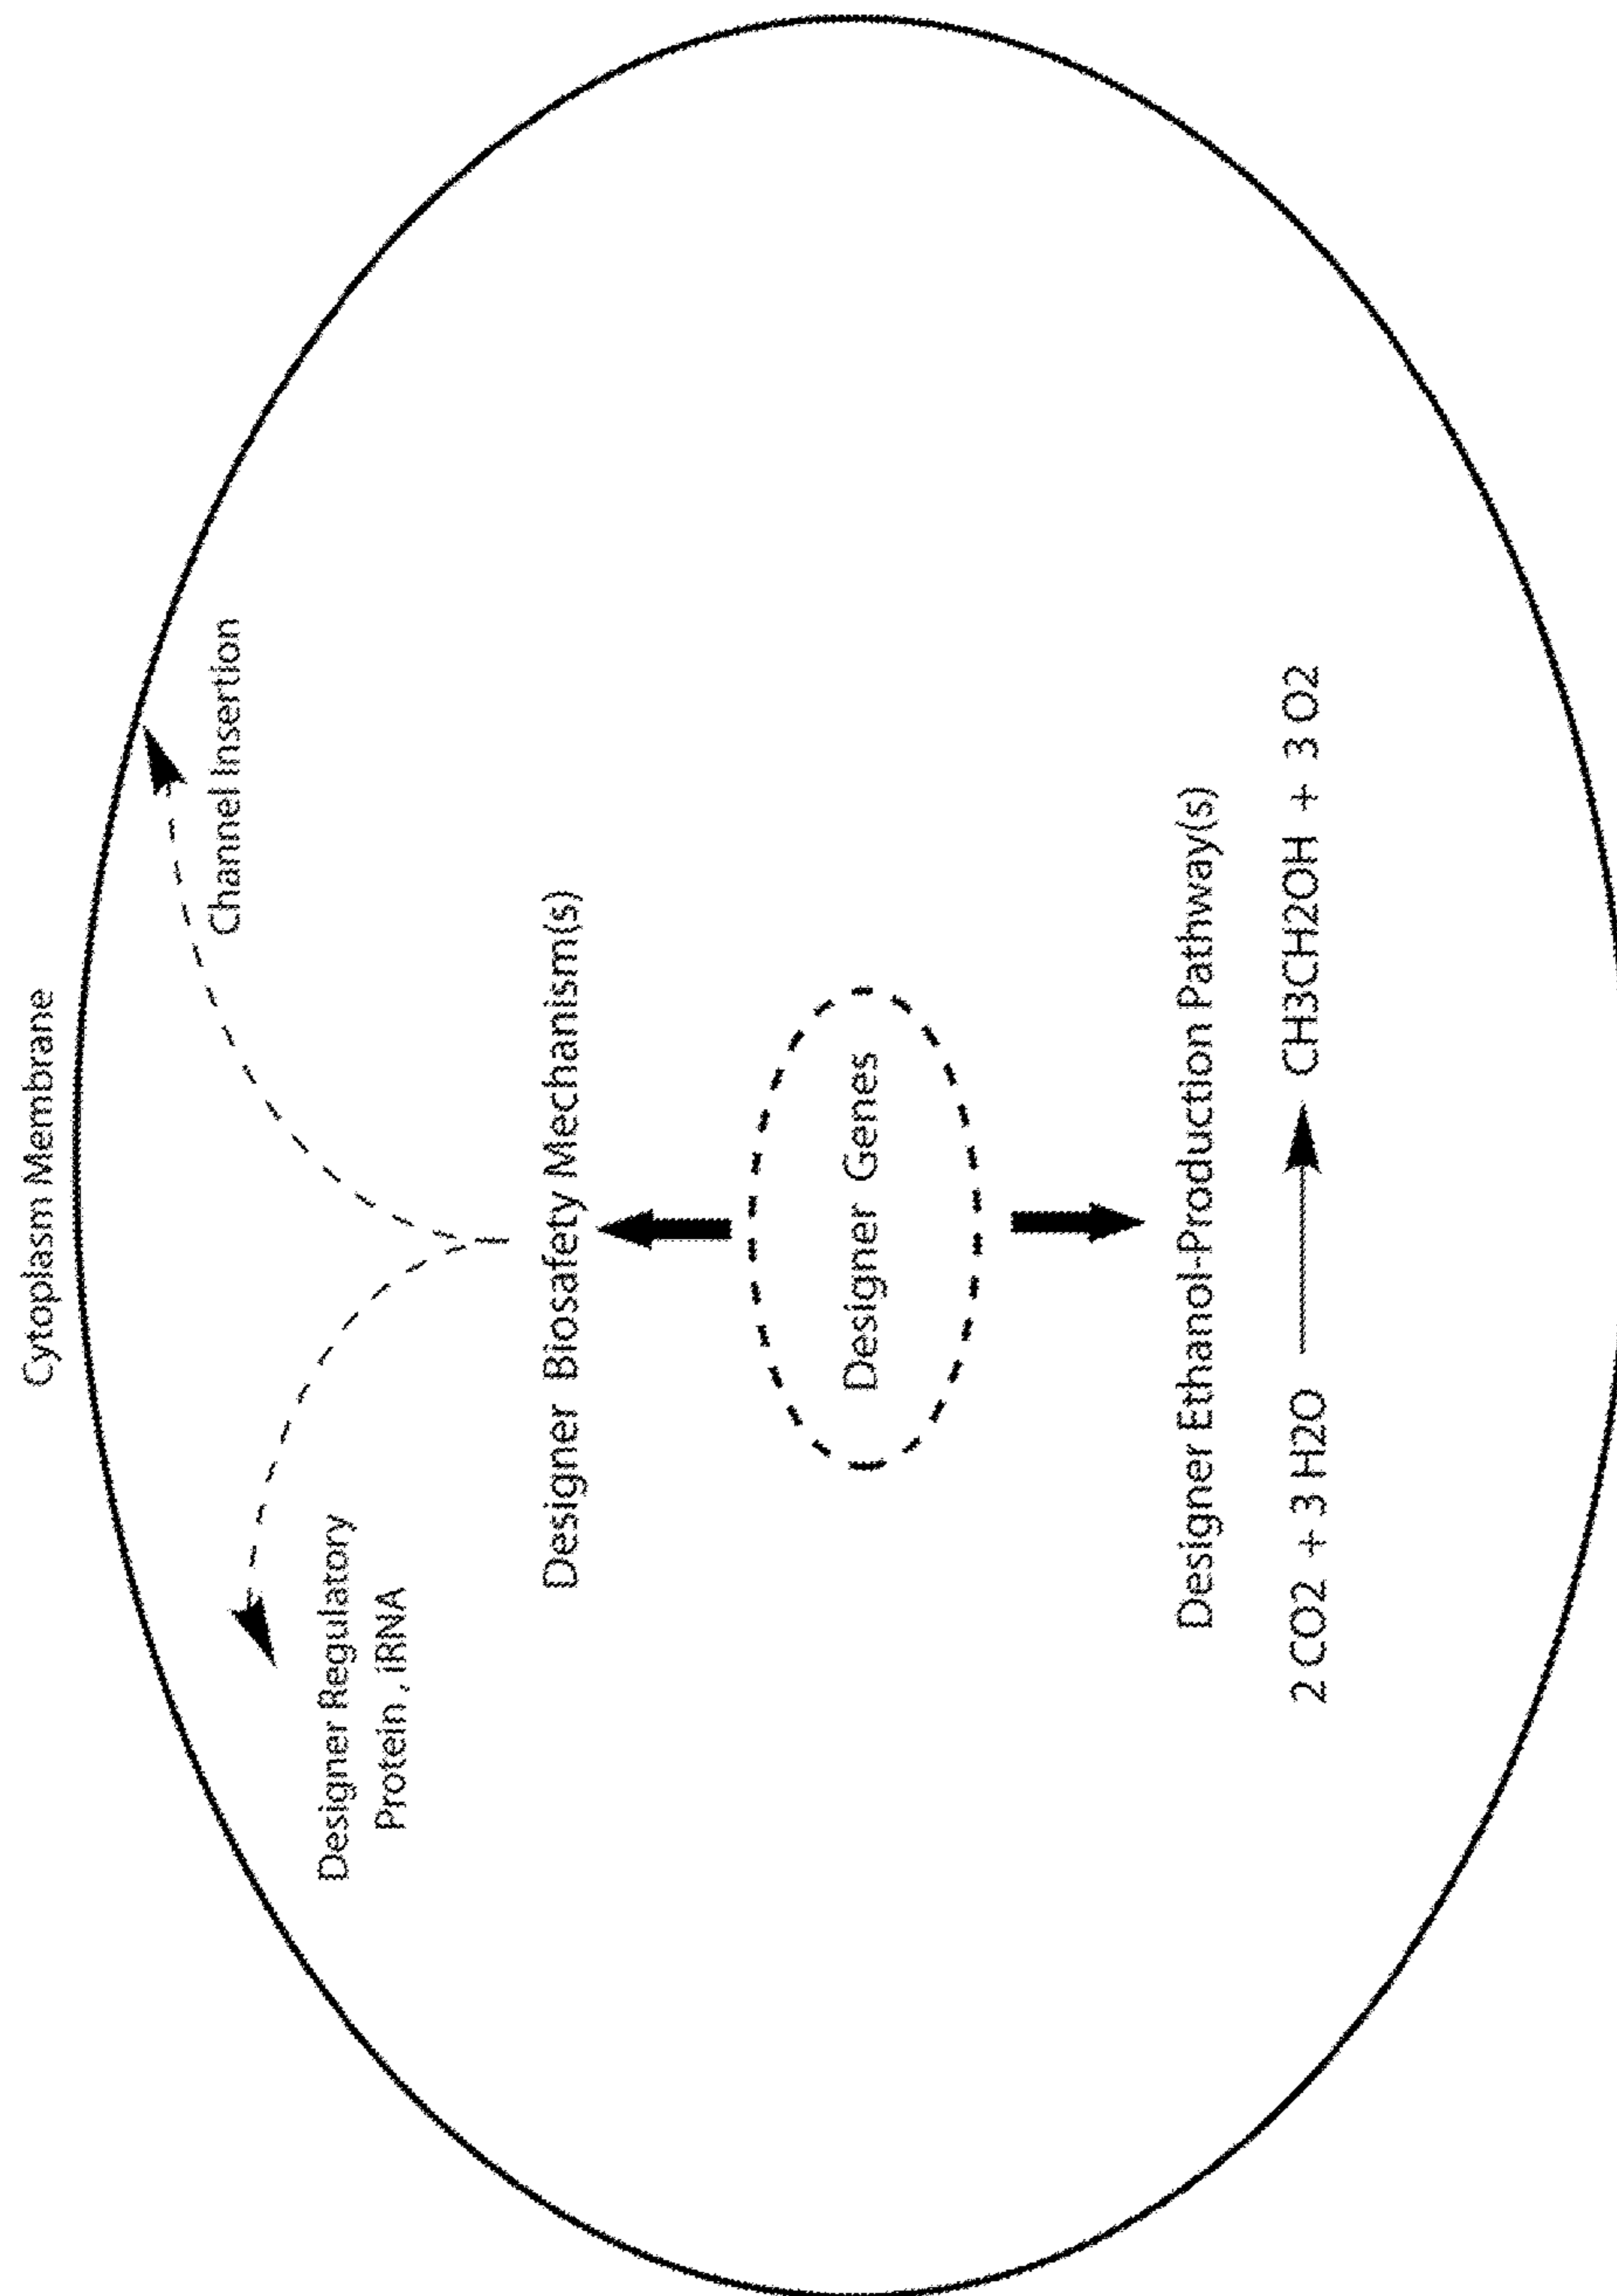 Cytoplasm Membrane
Channel Insertion
Designer Regulatory
Protein, iRNA
Designer Biosafety Mechanism(s)
Designer Genes
Designer Ethanol-Production Pathway(s)
2 CO2 + 3 H2O → CH3CH2OH + 3 O2